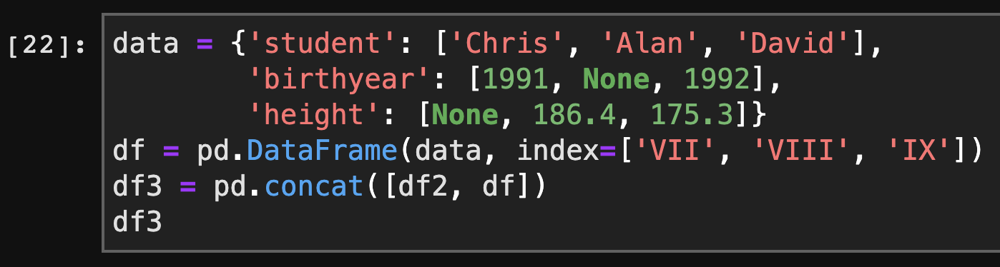 [22]: data = {'student': ['Chris', 'Alan', 'David'],
'birthyear': [1991, None, 1992],
'height': [None, 186.4, 175.3]}
df = pd.DataFrame(data, index=['VII', 'VIII', 'IX'])
df3 = pd.concat([df2, df])
df3